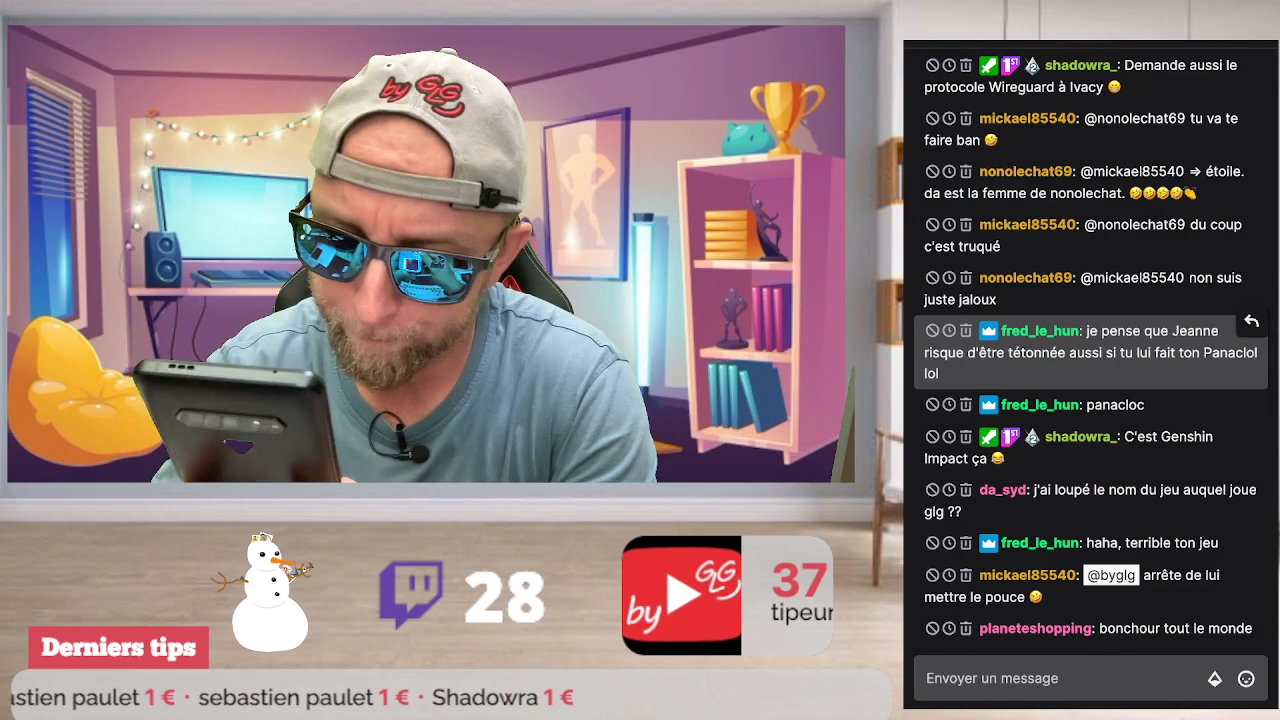 by GLG
shadowra_: Demande aussi le
protocole Wireguard à Ivacy
mickael85540: @nonolechat69 tu va te
faire ban
nonolechat69: @mickael85540 => étoile.
da est la femme de nonolechat.
mickael85540: @nonolechat69 du coup
c'est truqué
nonolechat69: @mickael85540 non suis
juste jaloux
fred_le_hun: je pense que Jeanne
risque d'être tétonnée aussi si tu lui fait ton Panaclol
lol
fred_le_hun: panacloc
shadowra_: C'est Genshin
Impact ça
da_syd: j'ai loupé le nom du jeu auquel joue
glg ??
fred_le_hun: haha, terrible ton jeu
mickael85540: @byglg arrête de lui
mettre le pouce
planeteshopping: bonchour tout le monde
Envoyer un message
28
by GLG
37
tipeur
Derniers tips
stien paulet 1 € · sebastien paulet 1 € · Shadowra 1 €